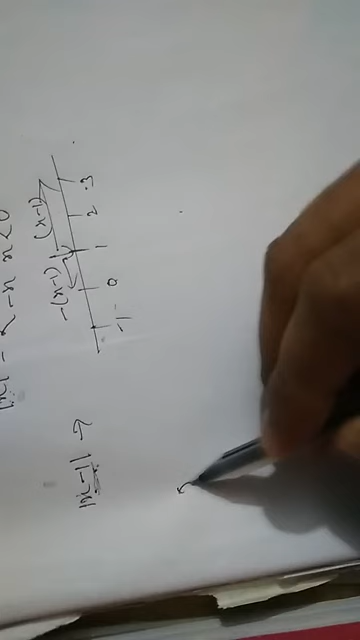 |x| = { -x x<0
|x-1| →
-(x-1) (x-1)
-1 0 1 2 3